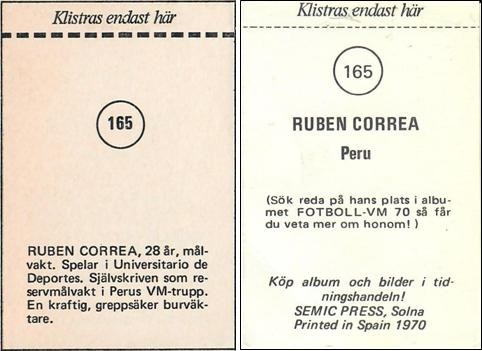 Klistras endast här
165
RUBEN CORREA, 28 år, mål-
vakt. Spelar i Universitario de
Deportes. Självskriven som re-
servmålvakt i Perus VM-trupp.
En kraftig, greppsäker burväk-
tare.
Klistras endast här
165
RUBEN CORREA
Peru
(Sök reda på hans plats i albu-
met FOTBOLL-VM 70 så får
du veta mer om honom! )
Köp album och bilder i tid-
ningshandeln!
SEMIC PRESS, Solna
Printed in Spain 1970